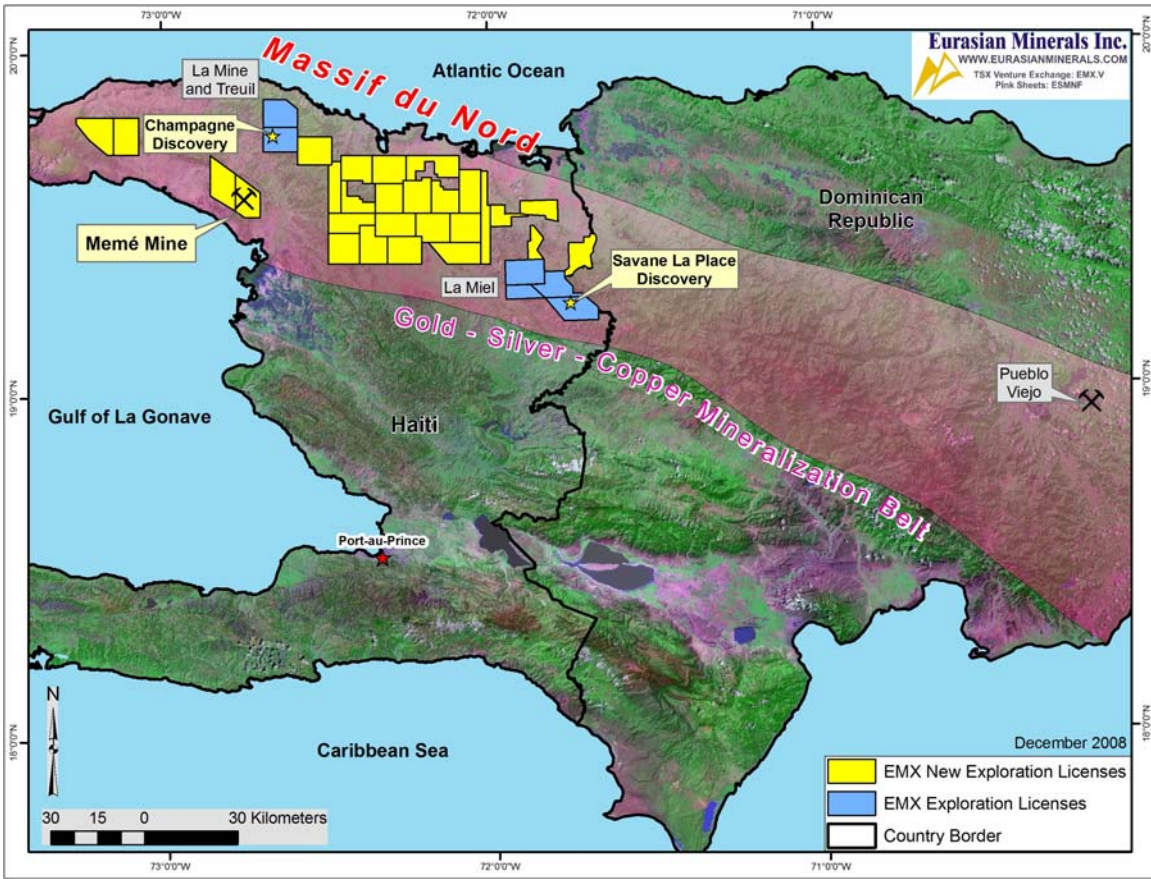 73°0'0"W
72°0'0"W
71°0'0"W
20°0'0"N
20°0'0"N
Eurasian Minerals Inc.
WWW.EURASIANMINERALS.COM
TSX Venture Exchange: EMX.V
Pink Sheets: ESMNF
La Mine
and Treuil
Massif du Nord
Atlantic Ocean
Champagne
Discovery
Dominican
Republic
Memé Mine
Savane La Place
Discovery
La Miel
Gold - Silver - Copper Mineralization Belt
Pueblo
Viejo
19°0'0"N
19°0'0"N
Gulf of La Gonave
Haiti
Port-au-Prince
N
18°0'0"N
18°0'0"N
Caribbean Sea
December 2008
EMX New Exploration Licenses
EMX Exploration Licenses
Country Border
30 15 0 30 Kilometers
73°0'0"W
72°0'0"W
71°0'0"W